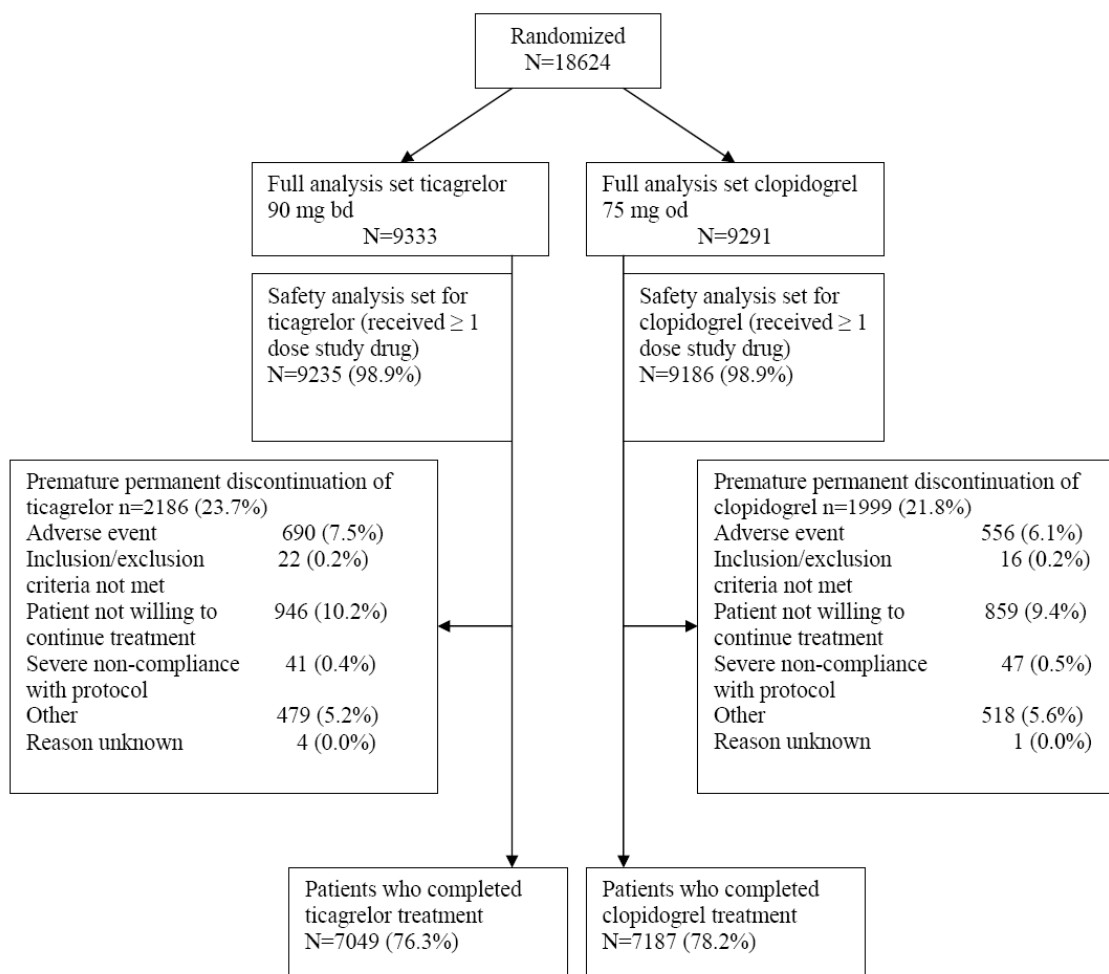 Randomized
N=18624
Full analysis set ticagrelor
90 mg bd
N=9333
Full analysis set clopidogrel
75 mg od
N=9291
Safety analysis set for
ticagrelor (received ≥ 1
dose study drug)
N=9235 (98.9%)
Safety analysis set for
clopidogrel (received ≥ 1
dose study drug)
N=9186 (98.9%)
Premature permanent discontinuation of
ticagrelor n=2186 (23.7%)
Adverse event 690 (7.5%)
Inclusion/exclusion 22 (0.2%)
criteria not met
Patient not willing to 946 (10.2%)
continue treatment
Severe non-compliance 41 (0.4%)
with protocol
Other 479 (5.2%)
Reason unknown 4 (0.0%)
Premature permanent discontinuation of
clopidogrel n=1999 (21.8%)
Adverse event 556 (6.1%)
Inclusion/exclusion 16 (0.2%)
criteria not met
Patient not willing to 859 (9.4%)
continue treatment
Severe non-compliance 47 (0.5%)
with protocol
Other 518 (5.6%)
Reason unknown 1 (0.0%)
Patients who completed
ticagrelor treatment
N=7049 (76.3%)
Patients who completed
clopidogrel treatment
N=7187 (78.2%)